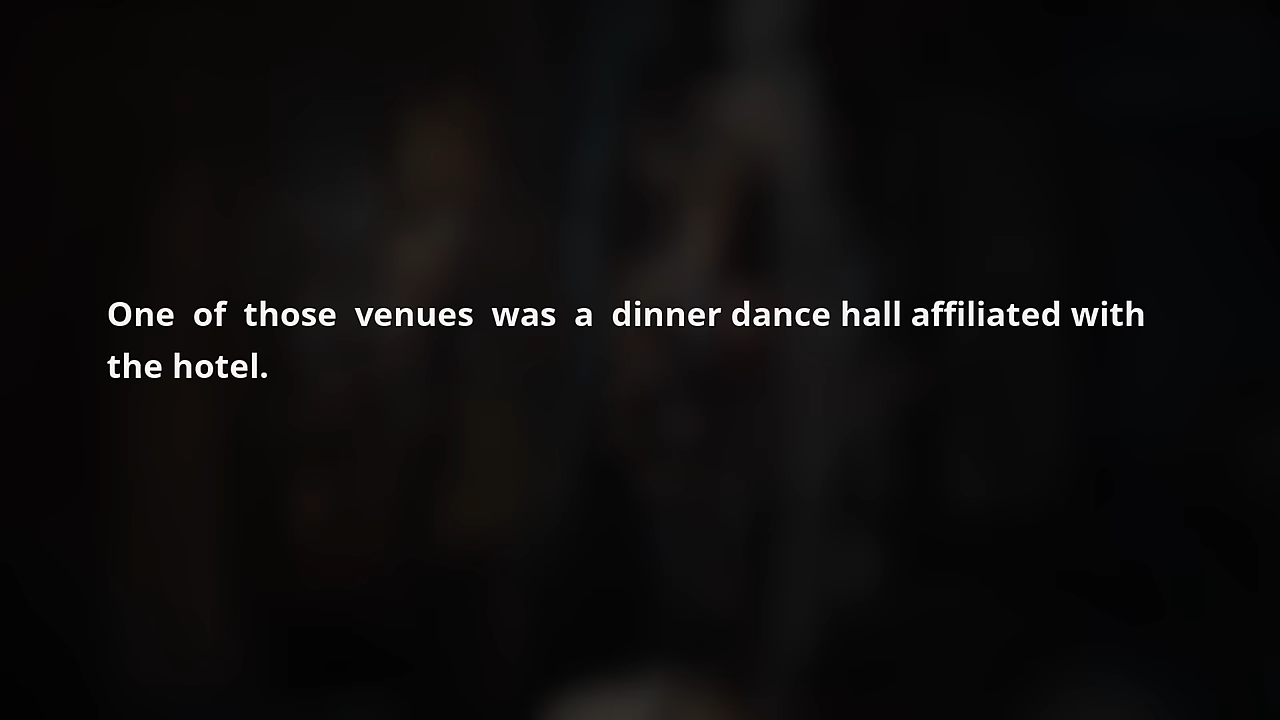 One of those venues was a dinner dance hall affiliated with
the hotel.